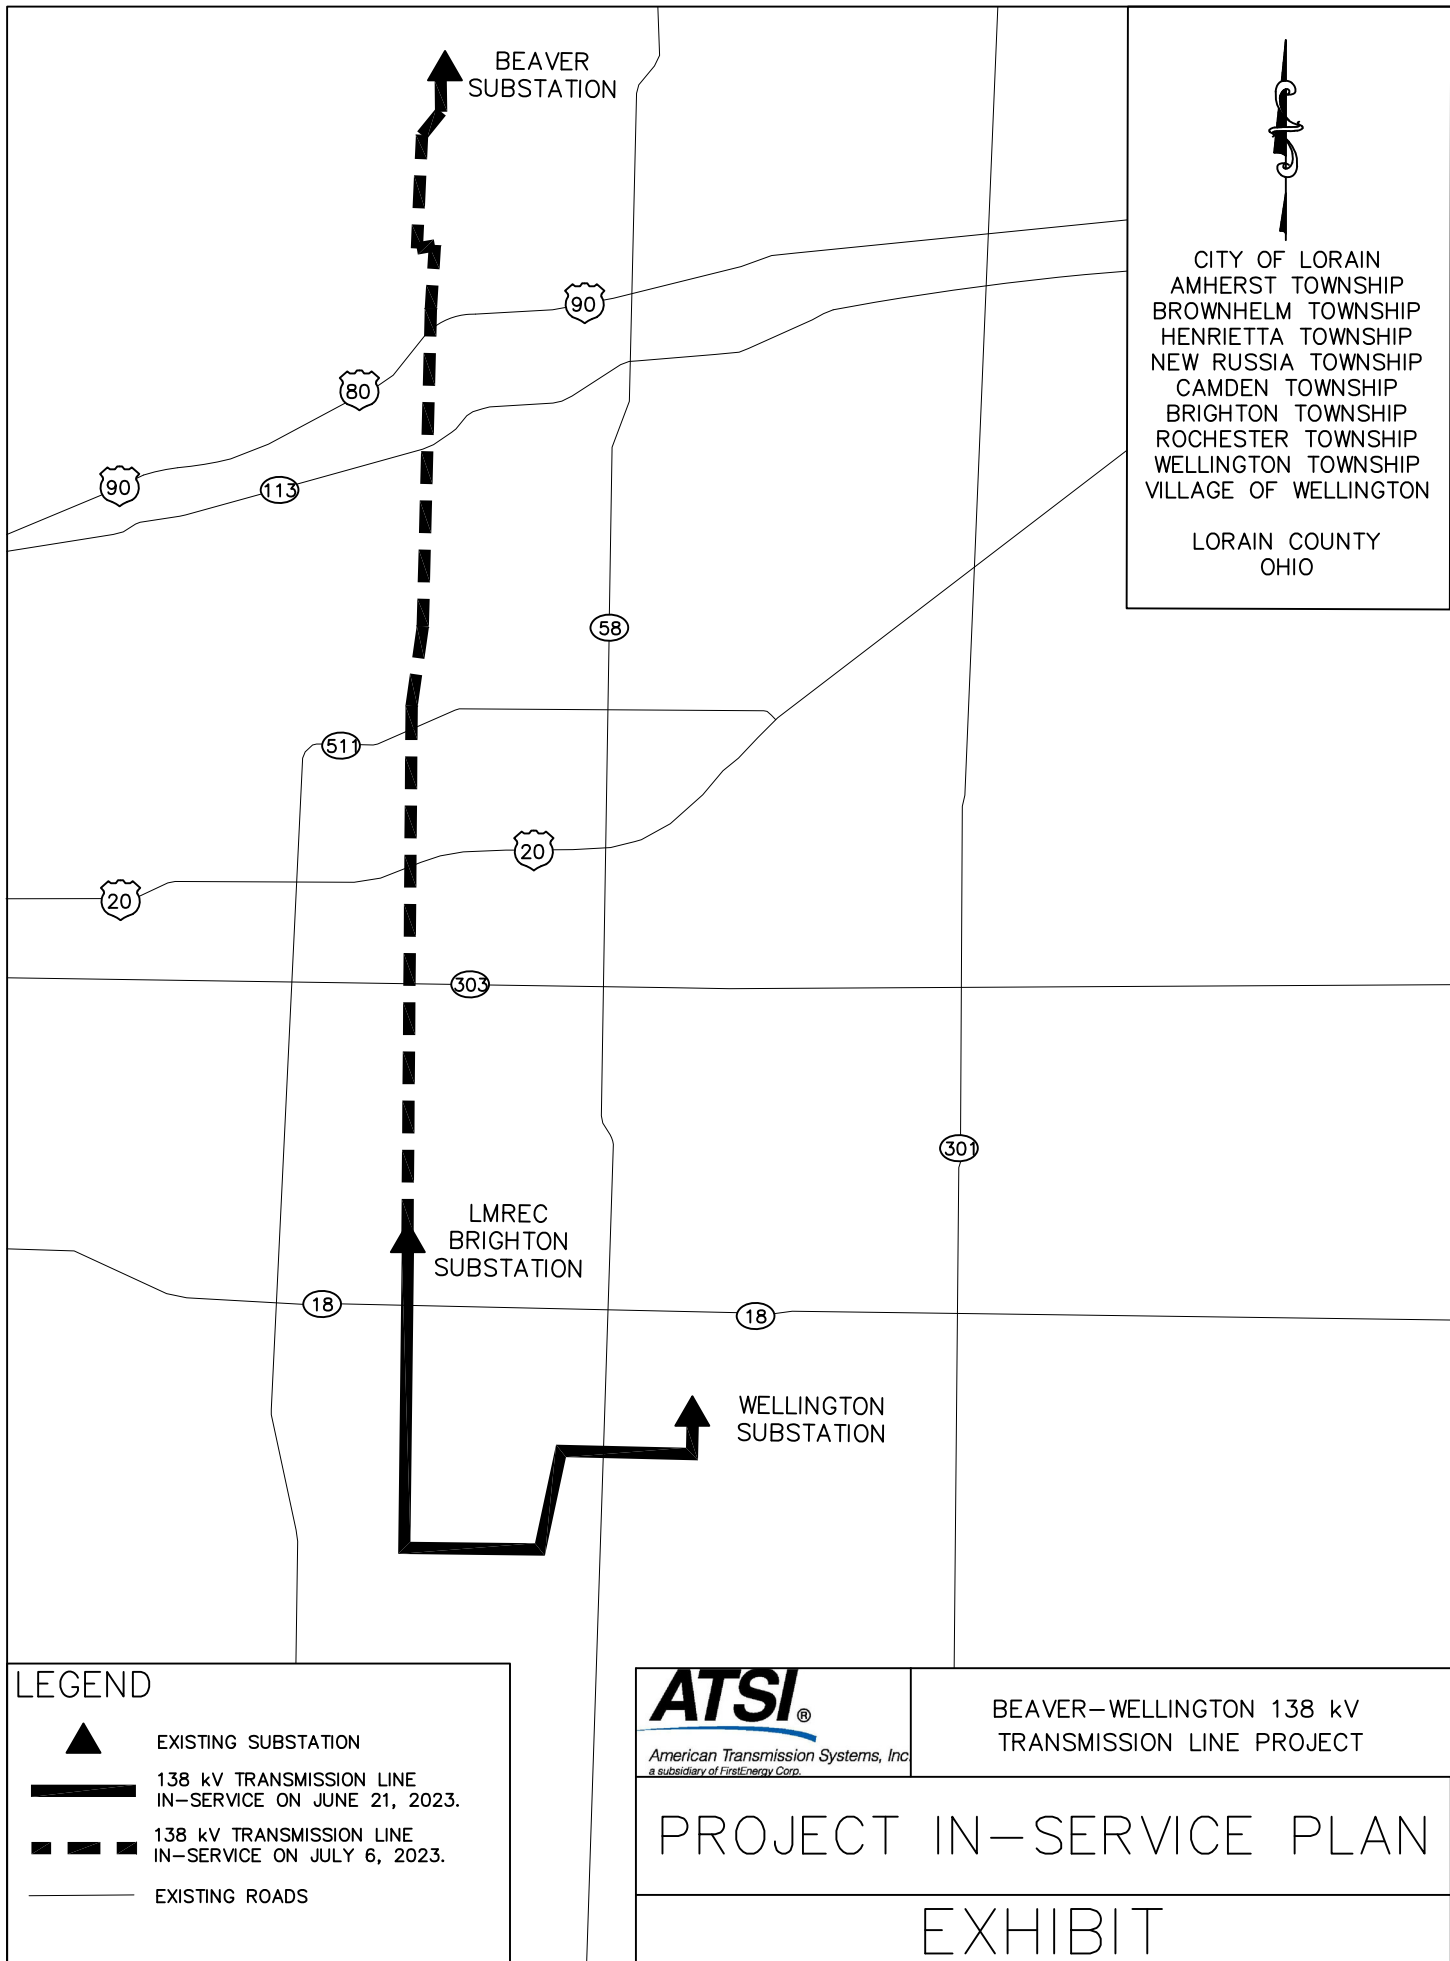 BEAVER
SUBSTATION
CITY OF LORAIN
AMHERST TOWNSHIP
BROWNHELM TOWNSHIP
HENRIETTA TOWNSHIP
NEW RUSSIA TOWNSHIP
CAMDEN TOWNSHIP
BRIGHTON TOWNSHIP
ROCHESTER TOWNSHIP
WELLINGTON TOWNSHIP
VILLAGE OF WELLINGTON
LORAIN COUNTY
OHIO
90
80
90
113
58
511
20
20
303
301
LMREC
BRIGHTON
SUBSTATION
18
18
WELLINGTON
SUBSTATION
LEGEND
EXISTING SUBSTATION
138 kV TRANSMISSION LINE
IN-SERVICE ON JUNE 21, 2023.
138 kV TRANSMISSION LINE
IN-SERVICE ON JULY 6, 2023.
EXISTING ROADS
ATSI®
American Transmission Systems, Inc
a subsidiary of FirstEnergy Corp.
BEAVER-WELLINGTON 138 kV
TRANSMISSION LINE PROJECT
PROJECT IN-SERVICE PLAN
EXHIBIT